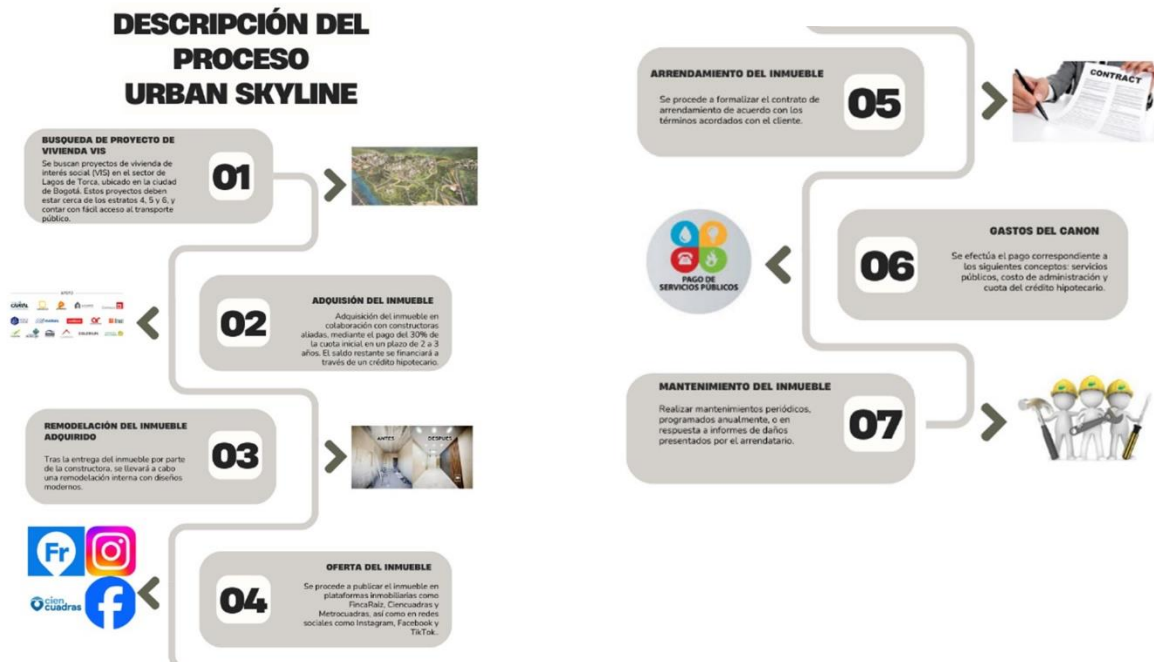 DESCRIPCIÓN DEL
PROCESO
URBAN SKYLINE
BUSQUEDA DE PROYECTO DE
VIVIENDA VIS
Se buscan proyectos de vivienda de
interés social (VIS) en el sector de
Lagos de Torca, ubicado en la ciudad
de Bogotá. Estos proyectos deben
estar cerca de los estratos 4, 5 y 6, y
contar con fácil acceso al transporte
público.
01
ADQUISIÓN DEL INMUEBLE
Adquisición del inmueble en
colaboración con constructoras
aliadas, mediante el pago del 30% de
la cuota inicial en un plazo de 2 a 3
años. El saldo restante se financiará a
través de un crédito hipotecario.
02
REMODELACIÓN DEL INMUEBLE
ADQUIRIDO
Tras la entrega del inmueble por parte
de la constructora, se llevará a cabo
una remodelación interna con diseños
modernos.
03
ANTES
DESPUES
Fr
cien
cuadras
f
OFERTA DEL INMUEBLE
Se procede a publicar el inmueble en
plataformas inmobiliarias como
FincaRaiz, Ciencuadras y
Metrocuadras, así como en redes
sociales como Instagram, Facebook y
TikTok.
04
ARRENDAMIENTO DEL INMUEBLE
Se procede a formalizar el contrato de
arrendamiento de acuerdo con los
términos acordados con el cliente.
05
CONTRACT
PAGO DE
SERVICIOS PÚBLICOS
06
GASTOS DEL CANON
Se efectúa el pago correspondiente a
los siguientes conceptos: servicios
públicos, costo de administración y
cuota del crédito hipotecario.
MANTENIMIENTO DEL INMUEBLE
Realizar mantenimientos periódicos,
programados anualmente, o en
respuesta a informes de daños
presentados por el arrendatario.
07